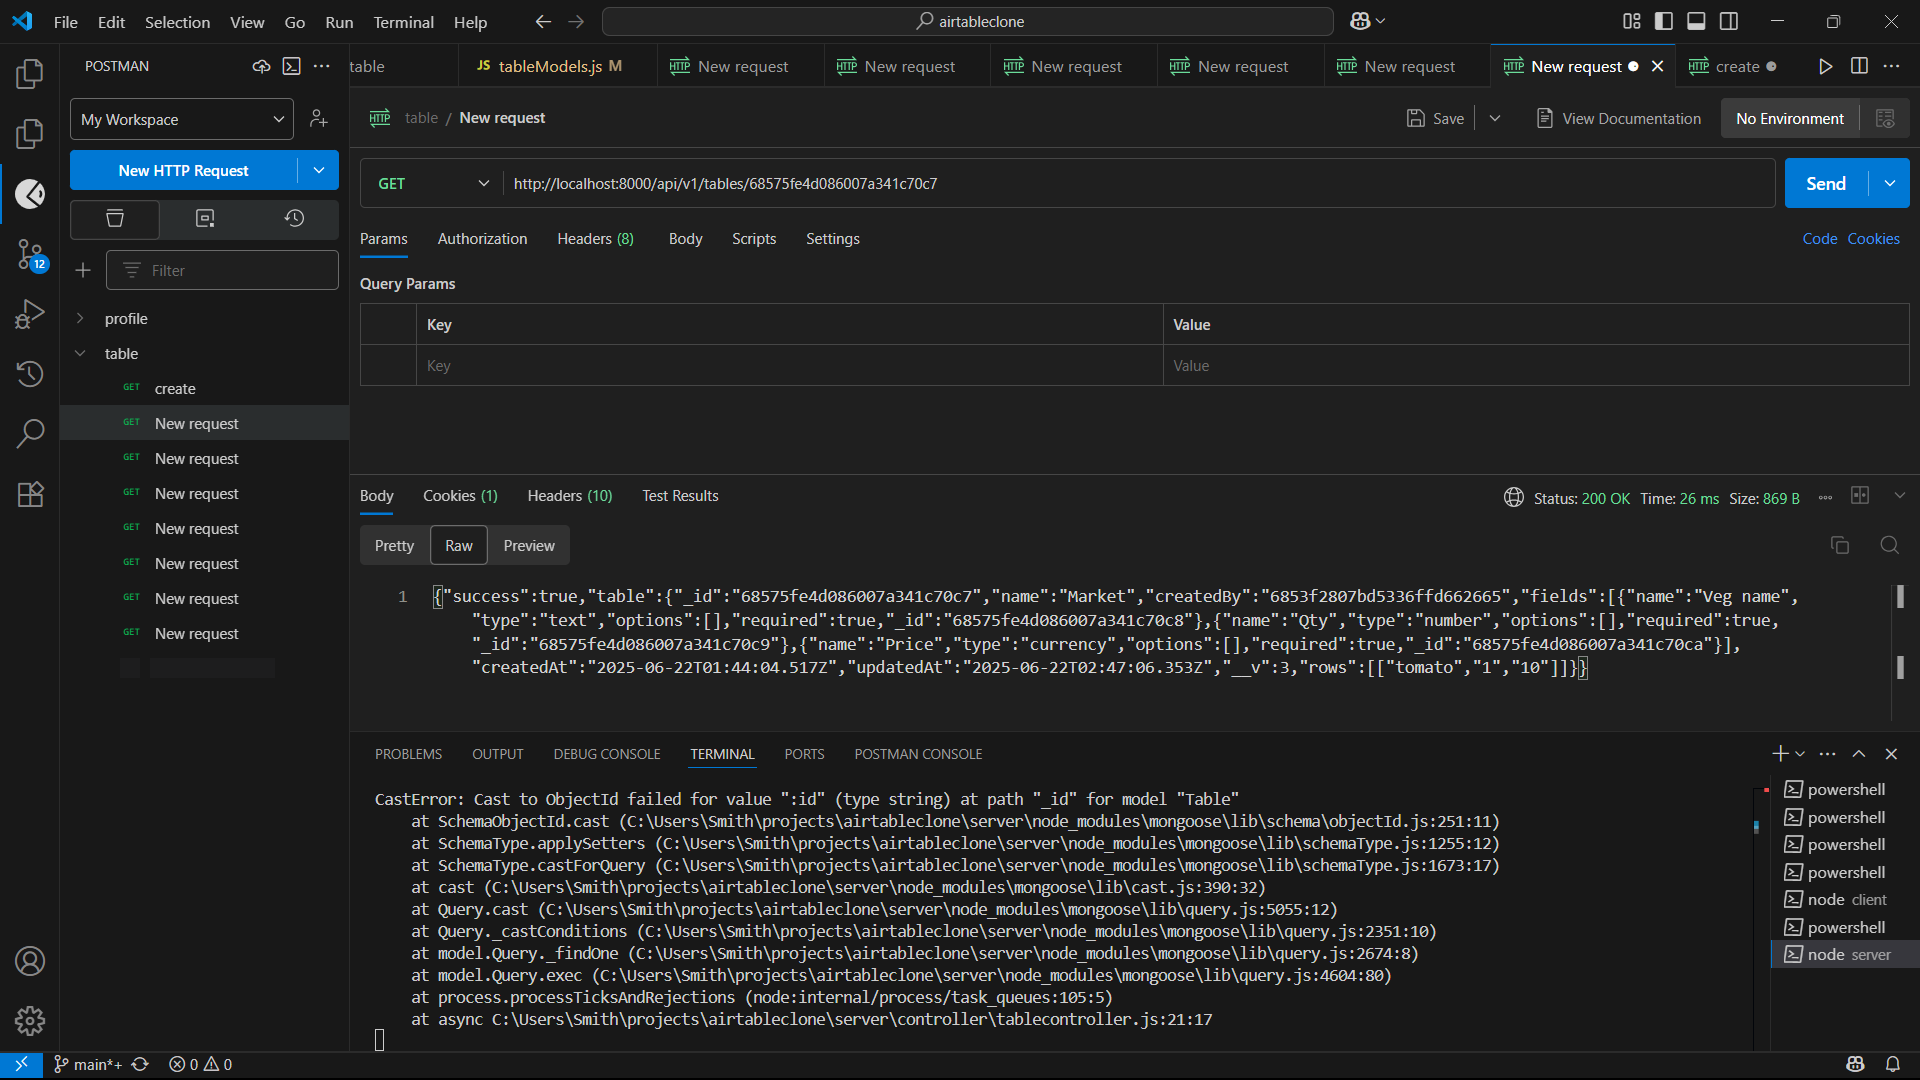 File Edit Selection View Go Run Terminal Help
airtableclone
POSTMAN
table
JS tableModels.js M
HTTP New request
HTTP New request
HTTP New request
HTTP New request
HTTP New request
HTTP New request
HTTP create
My Workspace
HTTP table / New request
Save
View Documentation
No Environment
New HTTP Request
GET
http://localhost:8000/api/v1/tables/68575fe4d086007a341c70c7
Send
Params Authorization Headers (8) Body Scripts Settings
Code Cookies
12
Filter
Query Params
Key Value
Key Value
profile
table
GET create
GET New request
GET New request
GET New request
GET New request
GET New request
GET New request
GET New request
Body Cookies (1) Headers (10) Test Results
Status: 200 OK Time: 26 ms Size: 869 B
Pretty Raw Preview
1 {"success":true,"table":{"_id":"68575fe4d086007a341c70c7","name":"Market","createdBy":"6853f2807bd5336ffd662665","fields":[{"name":"Veg name",
"type":"text","options":[],"required":true,"_id":"68575fe4d086007a341c70c8"},{"name":"Qty","type":"number","options":[],"required":true,
"_id":"68575fe4d086007a341c70c9"},{"name":"Price","type":"currency","options":[],"required":true,"_id":"68575fe4d086007a341c70ca"}],
"createdAt":"2025-06-22T01:44:04.517Z","updatedAt":"2025-06-22T02:47:06.353Z","__v":3,"rows":[["tomato","1","10"]]}}
PROBLEMS OUTPUT DEBUG CONSOLE TERMINAL PORTS POSTMAN CONSOLE
CastError: Cast to ObjectId failed for value ":id" (type string) at path "_id" for model "Table"
at SchemaObjectId.cast (C:\Users\Smith\projects\airtableclone\server\node_modules\mongoose\lib\schema\objectId.js:251:11)
at SchemaType.applySetters (C:\Users\Smith\projects\airtableclone\server\node_modules\mongoose\lib\schemaType.js:1255:12)
at SchemaType.castForQuery (C:\Users\Smith\projects\airtableclone\server\node_modules\mongoose\lib\schemaType.js:1673:17)
at cast (C:\Users\Smith\projects\airtableclone\server\node_modules\mongoose\lib\cast.js:390:32)
at Query.cast (C:\Users\Smith\projects\airtableclone\server\node_modules\mongoose\lib\query.js:5055:12)
at Query._castConditions (C:\Users\Smith\projects\airtableclone\server\node_modules\mongoose\lib\query.js:2351:10)
at model.Query._findOne (C:\Users\Smith\projects\airtableclone\server\node_modules\mongoose\lib\query.js:2674:8)
at model.Query.exec (C:\Users\Smith\projects\airtableclone\server\node_modules\mongoose\lib\query.js:4604:80)
at process.processTicksAndRejections (node:internal/process/task_queues:105:5)
at async C:\Users\Smith\projects\airtableclone\server\controller\tablecontroller.js:21:17
powershell
powershell
powershell
powershell
node client
powershell
node server
main*+
0 0